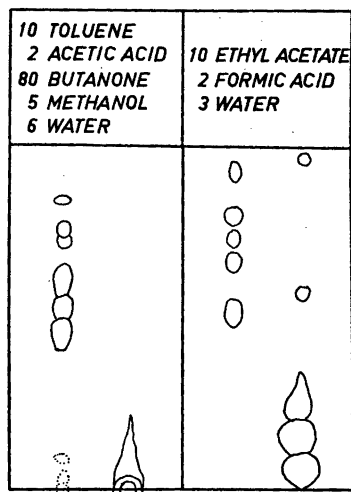 10 TOLUENE
2 ACETIC ACID
80 BUTANONE
5 METHANOL
6 WATER
10 ETHYL ACETATE
2 FORMIC ACID
3 WATER